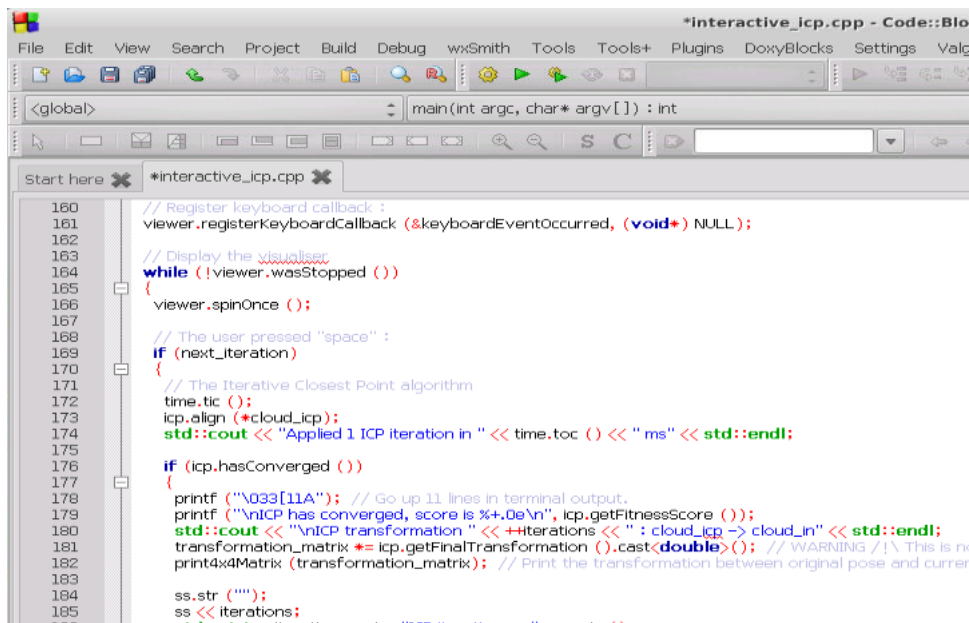 *interactive_icp.cpp - Code::Blo
File Edit View Search Project Build Debug wxSmith Tools Tools+ Plugins DoxyBlocks Settings Valg
<global> main(int argc, char* argv[]) : int
S C
Start here *interactive_icp.cpp
160 // Register keyboard callback :
161 viewer.registerKeyboardCallback (&keyboardEventOccurred, (void*) NULL);
162
163 // Display the visualiser
164 while (!viewer.wasStopped ())
165 {
166 viewer.spinOnce ();
167
168 // The user pressed "space" :
169 if (next_iteration)
170 {
171 // The Iterative Closest Point algorithm
172 time.tic ();
173 icp.align (*cloud_icp);
174 std::cout << "Applied 1 ICP iteration in " << time.toc () << " ms" << std::endl;
175
176 if (icp.hasConverged ())
177 {
178 printf ("\033[11A"); // Go up 11 lines in terminal output.
179 printf ("\nICP has converged, score is %+.0e\n", icp.getFitnessScore ());
180 std::cout << "\nICP transformation " << ++iterations << " : cloud_icp -> cloud_in" << std::endl;
181 transformation_matrix *= icp.getFinalTransformation ().cast<double>(); // WARNING /!\ This is no
182 print4x4Matrix (transformation_matrix); // Print the transformation between original pose and curren
183
184 ss.str ("");
185 ss << iterations;